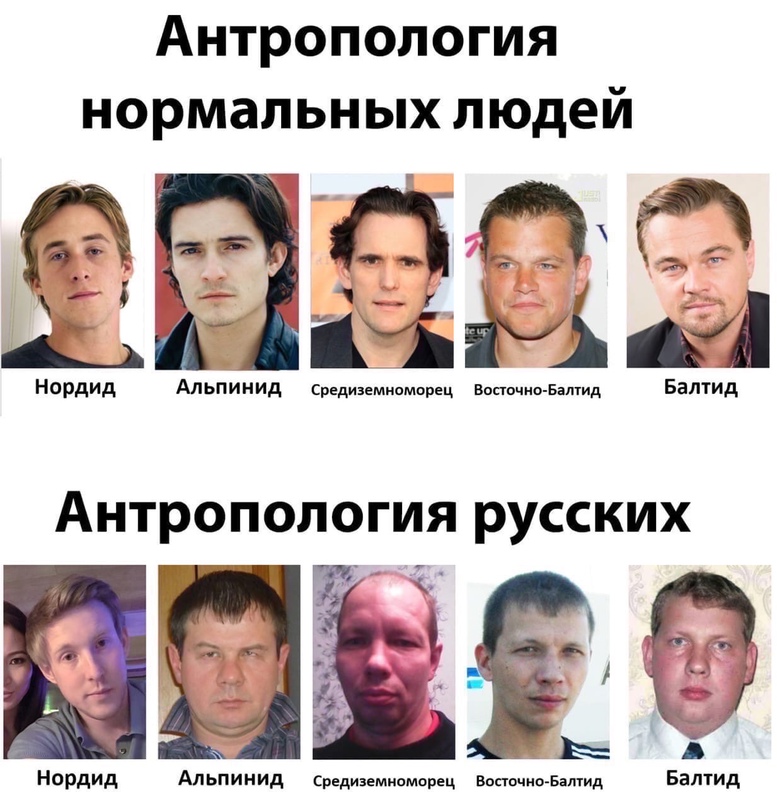 Антропология
нормальных людей
Нордид
Альпинид
Средиземноморец
Восточно-Балтид
Балтид
Антропология русских
Нордид
Альпинид
Средиземноморец
Восточно-Балтид
Балтид